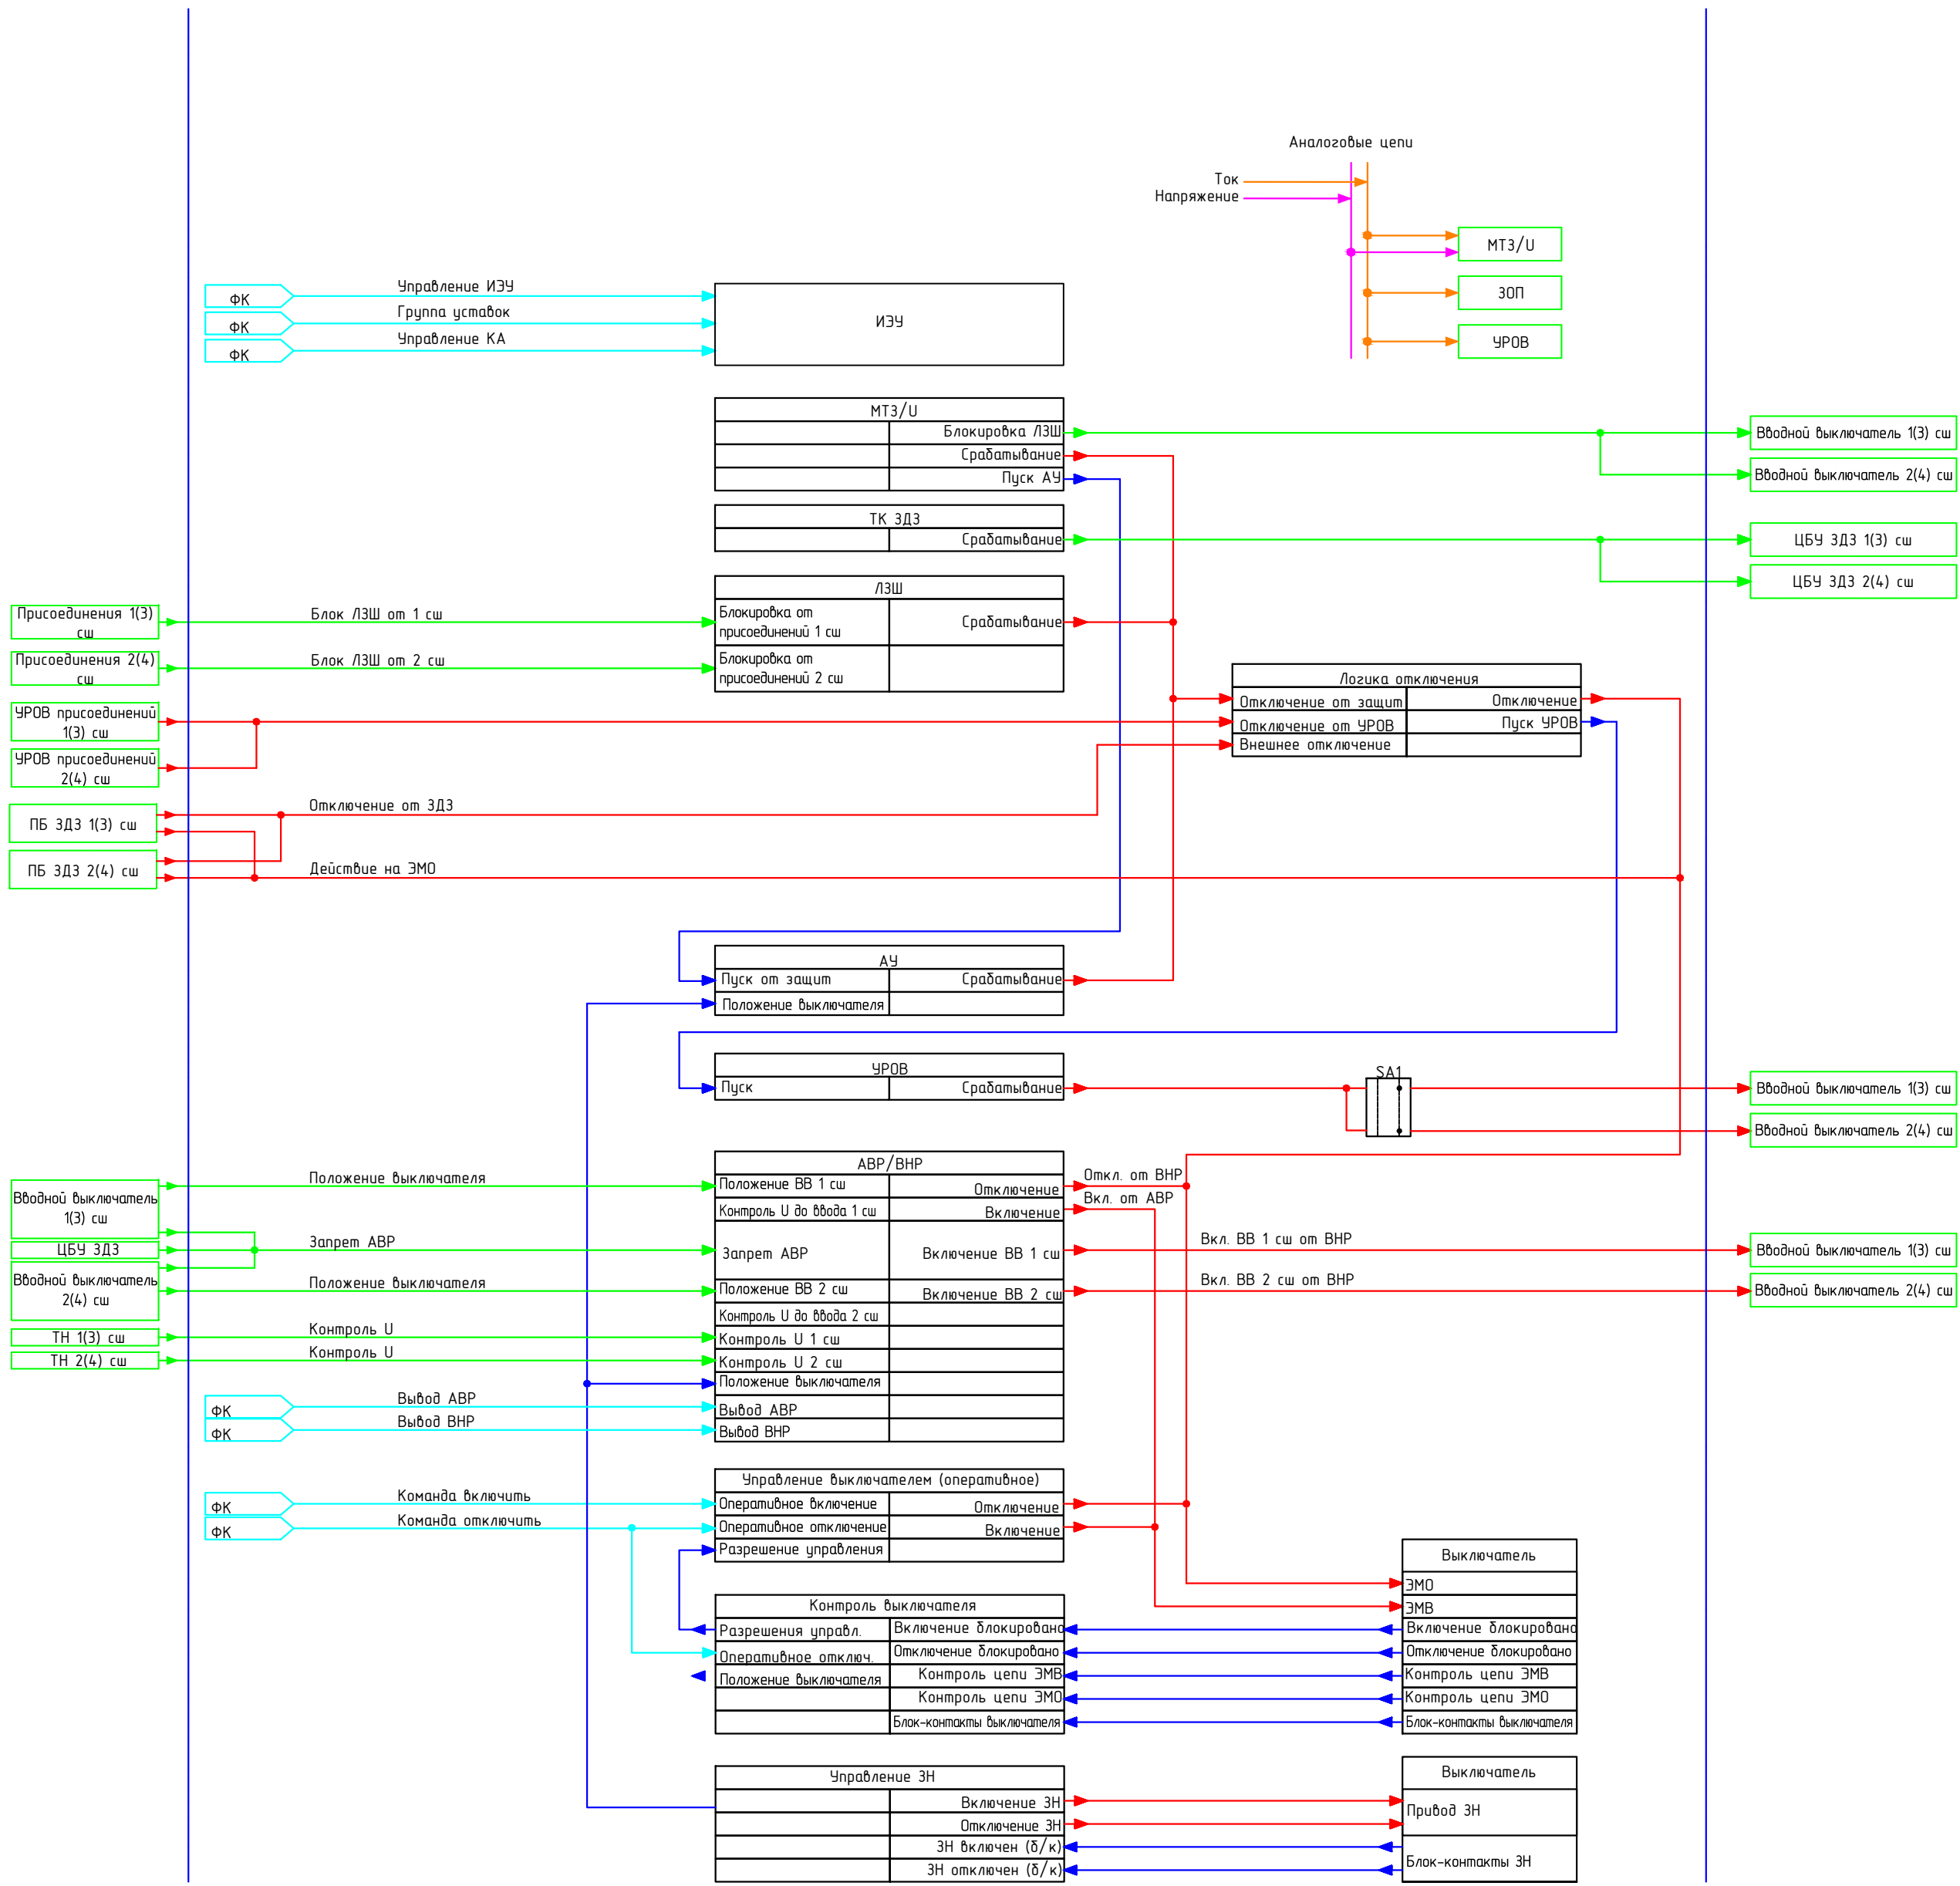 Аналоговые цепи
Ток
Напряжение
МТЗ/U
ЗОП
УРОВ
ФК
Управление ИЭУ
ФК
Группа уставок
ФК
Управление КА
ИЭУ
МТЗ/U
Блокировка ЛЗШ
Срабатывание
Пуск АУ
Вводной выключатель 1(3) сш
Вводной выключатель 2(4) сш
ТК ЗДЗ
Срабатывание
ЦБУ ЗДЗ 1(3) сш
ЦБУ ЗДЗ 2(4) сш
Присоединения 1(3)
сш
Блок ЛЗШ от 1 сш
Присоединения 2(4)
сш
Блок ЛЗШ от 2 сш
ЛЗШ
Блокировка от
присоединений 1 сш
Срабатывание
Блокировка от
присоединений 2 сш
УРОВ присоединений
1(3) сш
УРОВ присоединений
2(4) сш
Логика отключения
Отключение от защит
Отключение
Отключение от УРОВ
Пуск УРОВ
Внешнее отключение
ПБ ЗДЗ 1(3) сш
Отключение от ЗДЗ
ПБ ЗДЗ 2(4) сш
Действие на ЭМО
АУ
Пуск от защит
Срабатывание
Положение выключателя
УРОВ
Пуск
Срабатывание
SA1
Вводной выключатель 1(3) сш
Вводной выключатель 2(4) сш
Вводной выключатель
1(3) сш
ЦБУ ЗДЗ
Вводной выключатель
2(4) сш
ТН 1(3) сш
ТН 2(4) сш
Положение выключателя
Запрет АВР
Положение выключателя
Контроль U
Контроль U
ФК
Вывод АВР
ФК
Вывод ВНР
АВР/ВНР
Положение ВВ 1 сш
Отключение
Контроль U до ввода 1 сш
Включение
Запрет АВР
Включение ВВ 1 сш
Положение ВВ 2 сш
Включение ВВ 2 сш
Контроль U до ввода 2 сш
Контроль U 1 сш
Контроль U 2 сш
Положение выключателя
Вывод АВР
Вывод ВНР
Откл. от ВНР
Вкл. от АВР
Вкл. ВВ 1 сш от ВНР
Вкл. ВВ 2 сш от ВНР
Вводной выключатель 1(3) сш
Вводной выключатель 2(4) сш
ФК
Команда включить
ФК
Команда отключить
Управление выключателем (оперативное)
Оперативное включение
Отключение
Оперативное отключение
Включение
Разрешение управления
Контроль выключателя
Разрешения управл.
Включение блокировано
Оперативное отключ.
Отключение блокировано
Положение выключателя
Контроль цепи ЭМВ
Контроль цепи ЭМО
Блок-контакты выключателя
Выключатель
ЭМО
ЭМВ
Включение блокировано
Отключение блокировано
Контроль цепи ЭМВ
Контроль цепи ЭМО
Блок-контакты выключателя
Управление ЗН
Включение ЗН
Отключение ЗН
ЗН включен (б/к)
ЗН отключен (б/к)
Выключатель
Привод ЗН
Блок-контакты ЗН